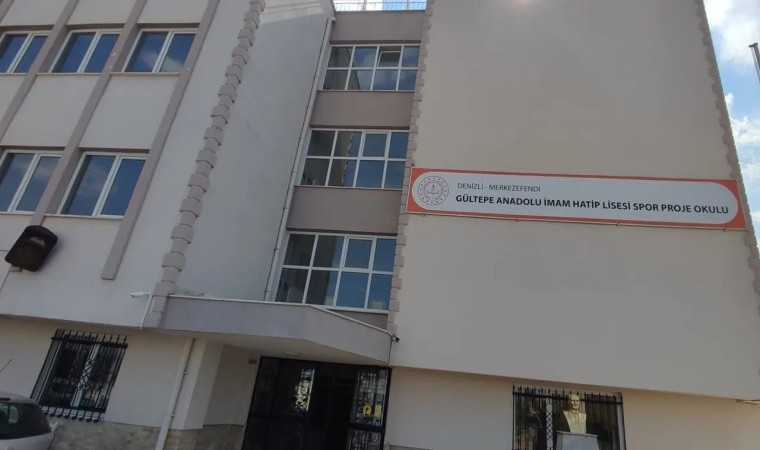 DENİZLİ - MERKEZEFENDİ
GÜLTEPE ANADOLU İMAM HATİP LİSESİ SPOR PROJE OKULU